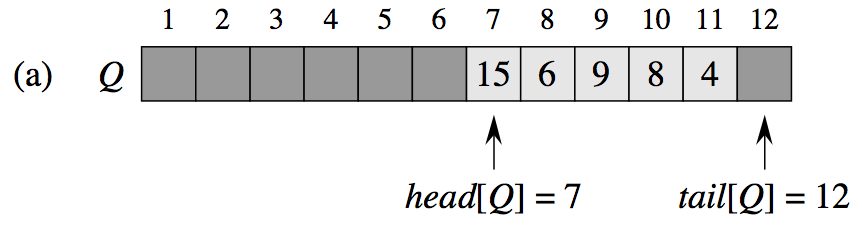 1 2 3 4 5 6 7 8 9 10 11 12
(a) Q 15 6 9 8 4
head[Q] = 7 tail[Q] = 12